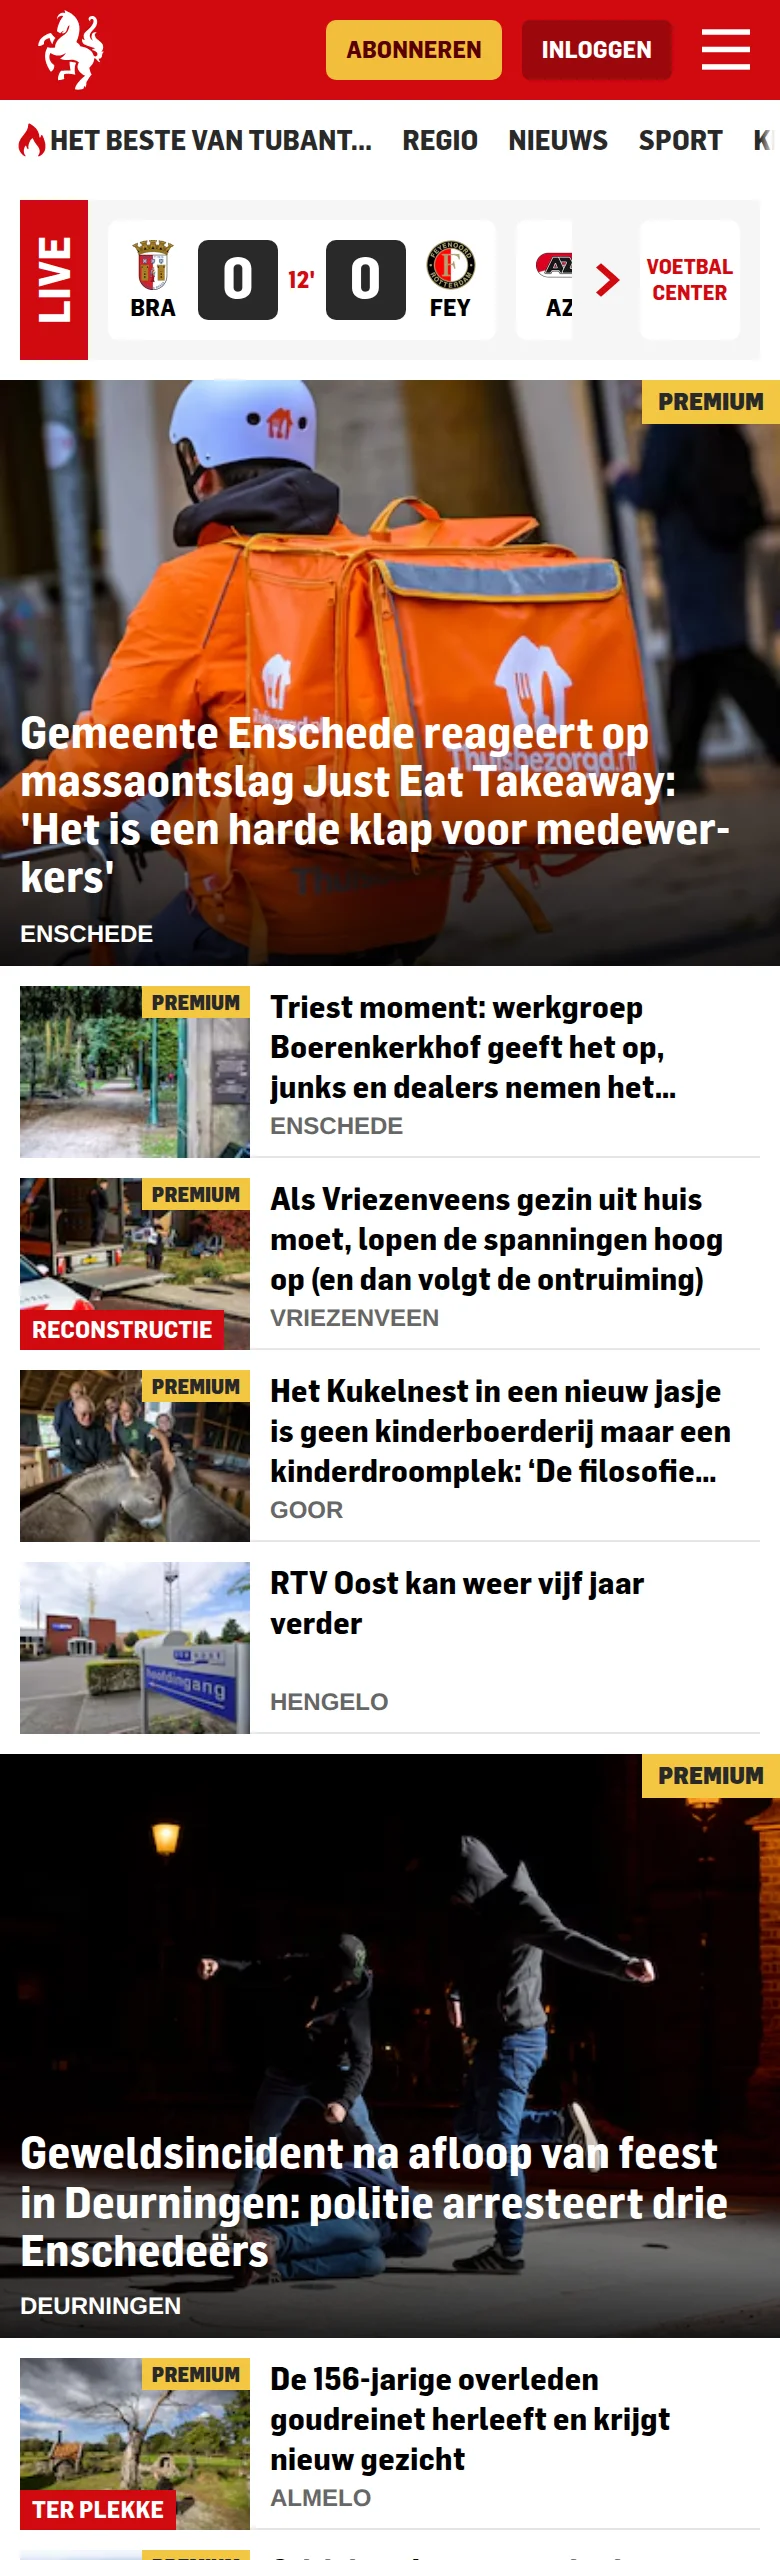 ABONNEREN
INLOGGEN
HET BESTE VAN TUBANT... REGIO NIEUWS SPORT
LIVE
BRA
0
12'
0
FEY
AZ
VOETBAL
CENTER
PREMIUM
Gemeente Enschede reageert op
massaontslag Just Eat Takeaway:
'Het is een harde klap voor medewer-
kers'
ENSCHEDE
PREMIUM
Triest moment: werkgroep
Boerenkerkhof geeft het op,
junks en dealers nemen het...
ENSCHEDE
PREMIUM
RECONSTRUCTIE
Als Vriezenveens gezin uit huis
moet, lopen de spanningen hoog
op (en dan volgt de ontruiming)
VRIEZENVEEN
PREMIUM
Het Kukelnest in een nieuw jasje
is geen kinderboerderij maar een
kinderdroomplek: ‘De filosofie...
GOOR
hoofdingang
RTV Oost kan weer vijf jaar
verder
HENGELO
PREMIUM
Geweldsincident na afloop van feest
in Deurningen: politie arresteert drie
Enschedeërs
DEURNINGEN
PREMIUM
TER PLEKKE
De 156-jarige overleden
goudreinet herleeft en krijgt
nieuw gezicht
ALMELO